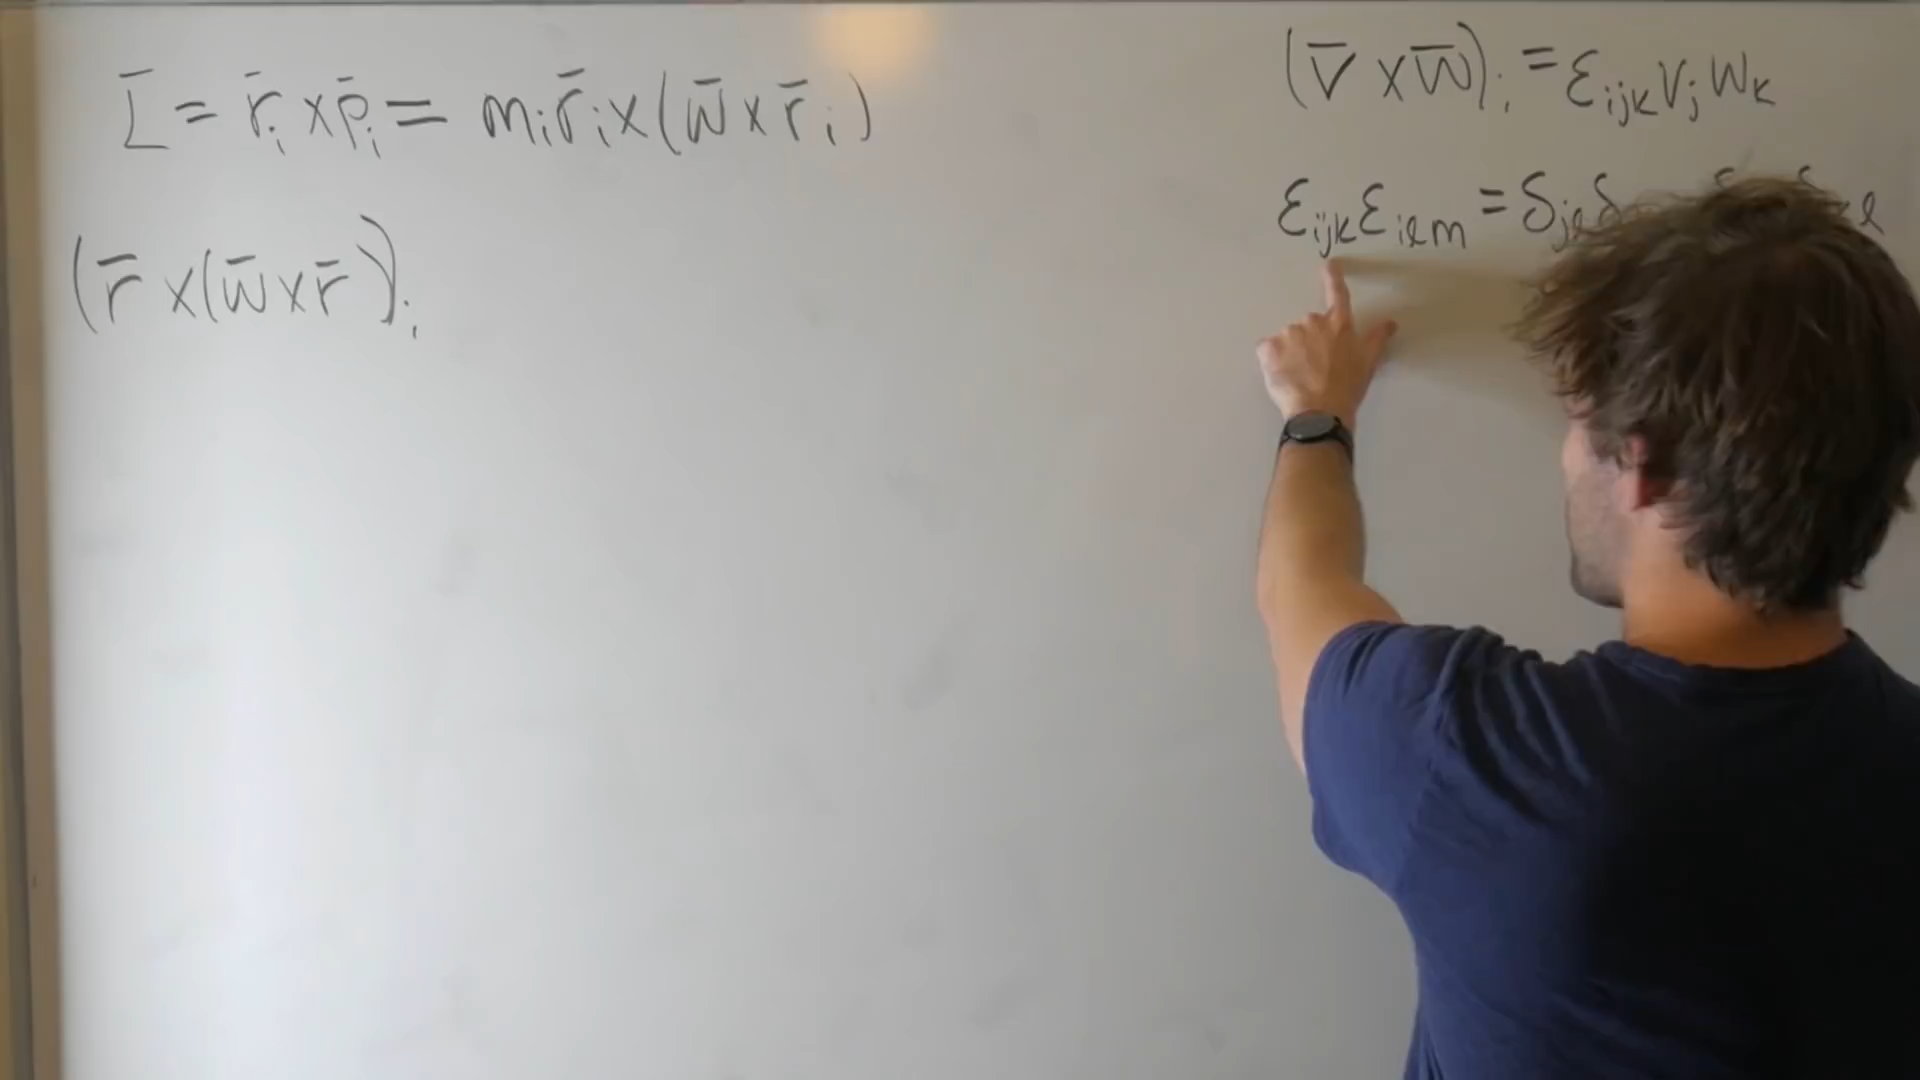 L̄ = r̄ᵢ × p̄ᵢ = mᵢ r̄ᵢ × (w̄ × r̄ᵢ)
(r̄ × (w̄ × r̄)ᵢ
(v̄ × w̄)ᵢ = εᵢⱼₖ vⱼ wₖ
εᵢⱼₖ εᵢₗₘ = δⱼₗ δ